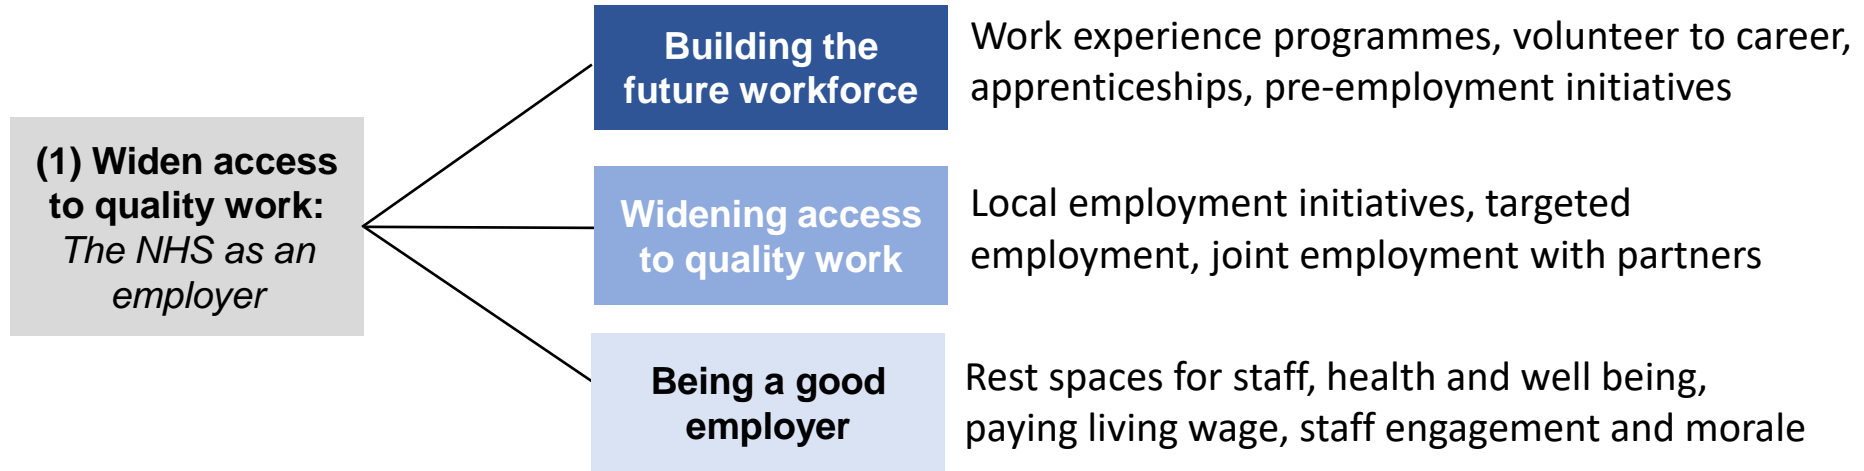 (1) Widen access
to quality work:
The NHS as an
employer
Building the
future workforce
Work experience programmes, volunteer to career,
apprenticeships, pre-employment initiatives
Widening access
to quality work
Local employment initiatives, targeted
employment, joint employment with partners
Being a good
employer
Rest spaces for staff, health and well being,
paying living wage, staff engagement and morale